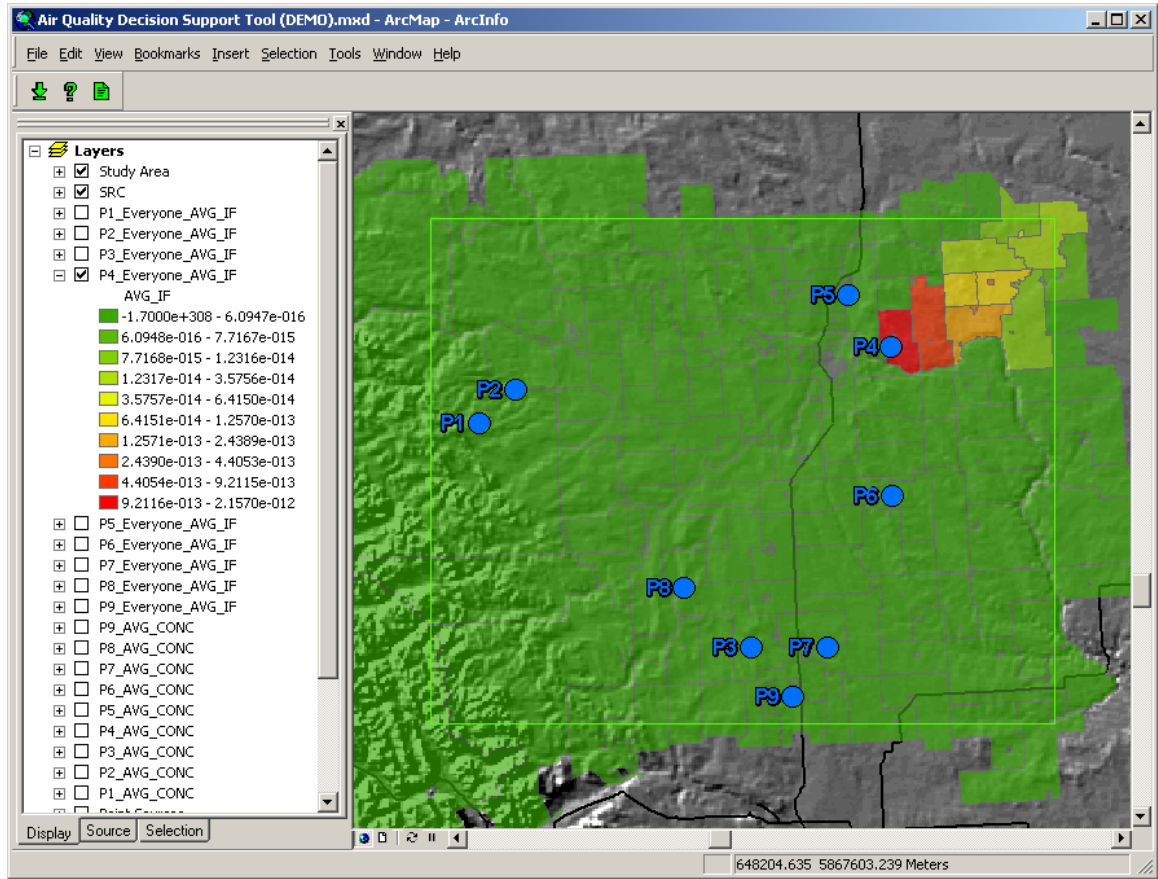 Air Quality Decision Support Tool (DEMO).mxd - ArcMap - ArcInfo
File Edit View Bookmarks Insert Selection Tools Window Help
Layers
Study Area
SRC
P1_Everyone_AVG_IF
P2_Everyone_AVG_IF
P3_Everyone_AVG_IF
P4_Everyone_AVG_IF
AVG_IF
-1.7000e+308 - 6.0947e-016
6.0948e-016 - 7.7167e-015
7.7168e-015 - 1.2316e-014
1.2317e-014 - 3.5756e-014
3.5757e-014 - 6.4150e-014
6.4151e-014 - 1.2570e-013
1.2571e-013 - 2.4389e-013
2.4390e-013 - 4.4053e-013
4.4054e-013 - 9.2115e-013
9.2116e-013 - 2.1570e-012
P5_Everyone_AVG_IF
P6_Everyone_AVG_IF
P7_Everyone_AVG_IF
P8_Everyone_AVG_IF
P9_Everyone_AVG_IF
P9_AVG_CONC
P8_AVG_CONC
P7_AVG_CONC
P6_AVG_CONC
P5_AVG_CONC
P4_AVG_CONC
P3_AVG_CONC
P2_AVG_CONC
P1_AVG_CONC
Display Source Selection
P5
P4
P2
P1
P6
P8
P3 P7
P9
648204.635 5867603.239 Meters